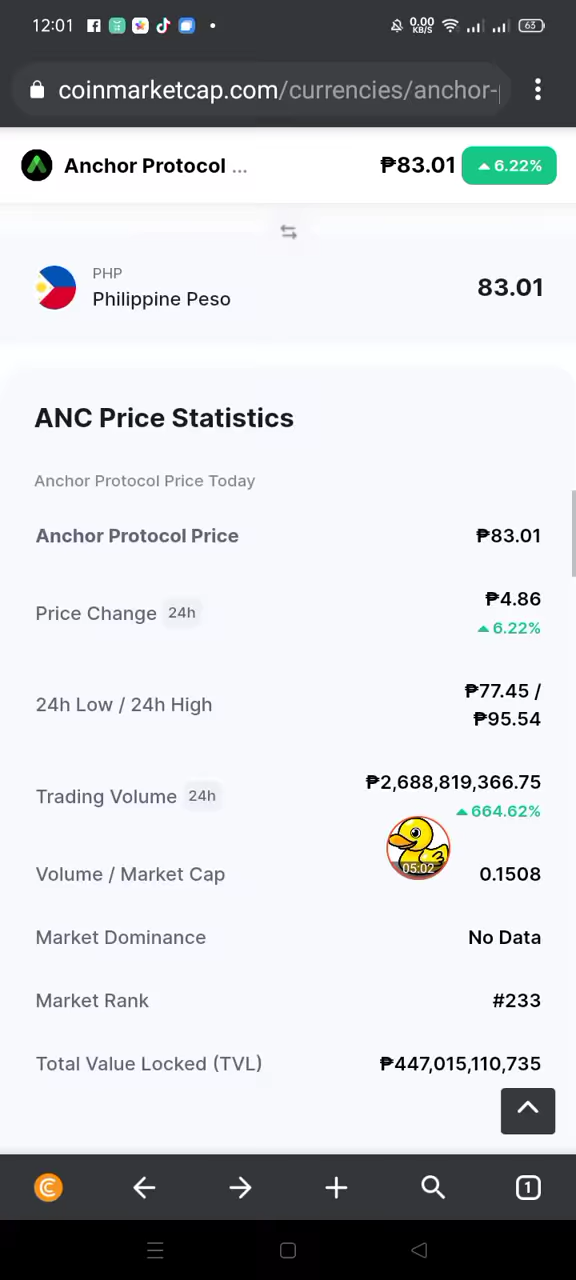 12:01
0.00
KB/S
63
coinmarketcap.com/currencies/anchor-p
Anchor Protocol ...
₱83.01
6.22%
PHP
Philippine Peso
83.01
ANC Price Statistics
Anchor Protocol Price Today
Anchor Protocol Price
₱83.01
Price Change 24h
₱4.86
6.22%
24h Low / 24h High
₱77.45 /
₱95.54
Trading Volume 24h
₱2,688,819,366.75
664.62%
05:02
Volume / Market Cap
0.1508
Market Dominance
No Data
Market Rank
#233
Total Value Locked (TVL)
₱447,015,110,735
1